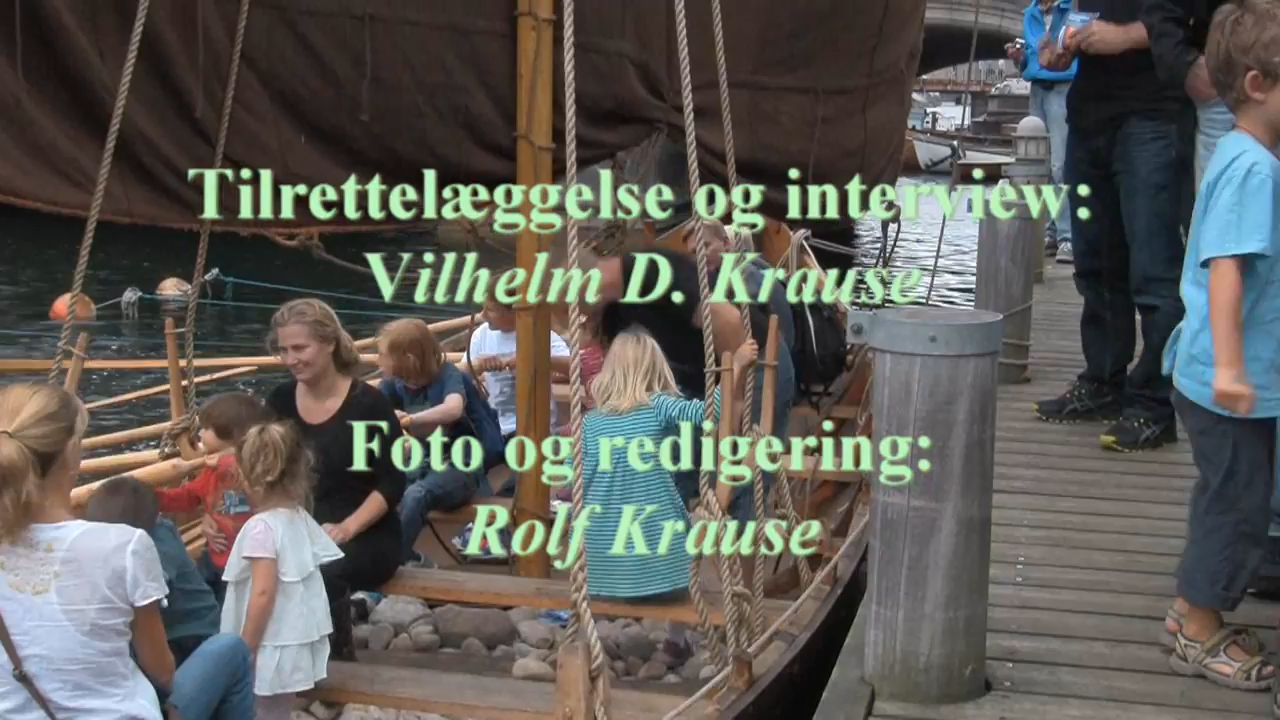 Tilrettelæggelse og interview:
Vilhelm D. Krause
Foto og redigering:
Rolf Krause